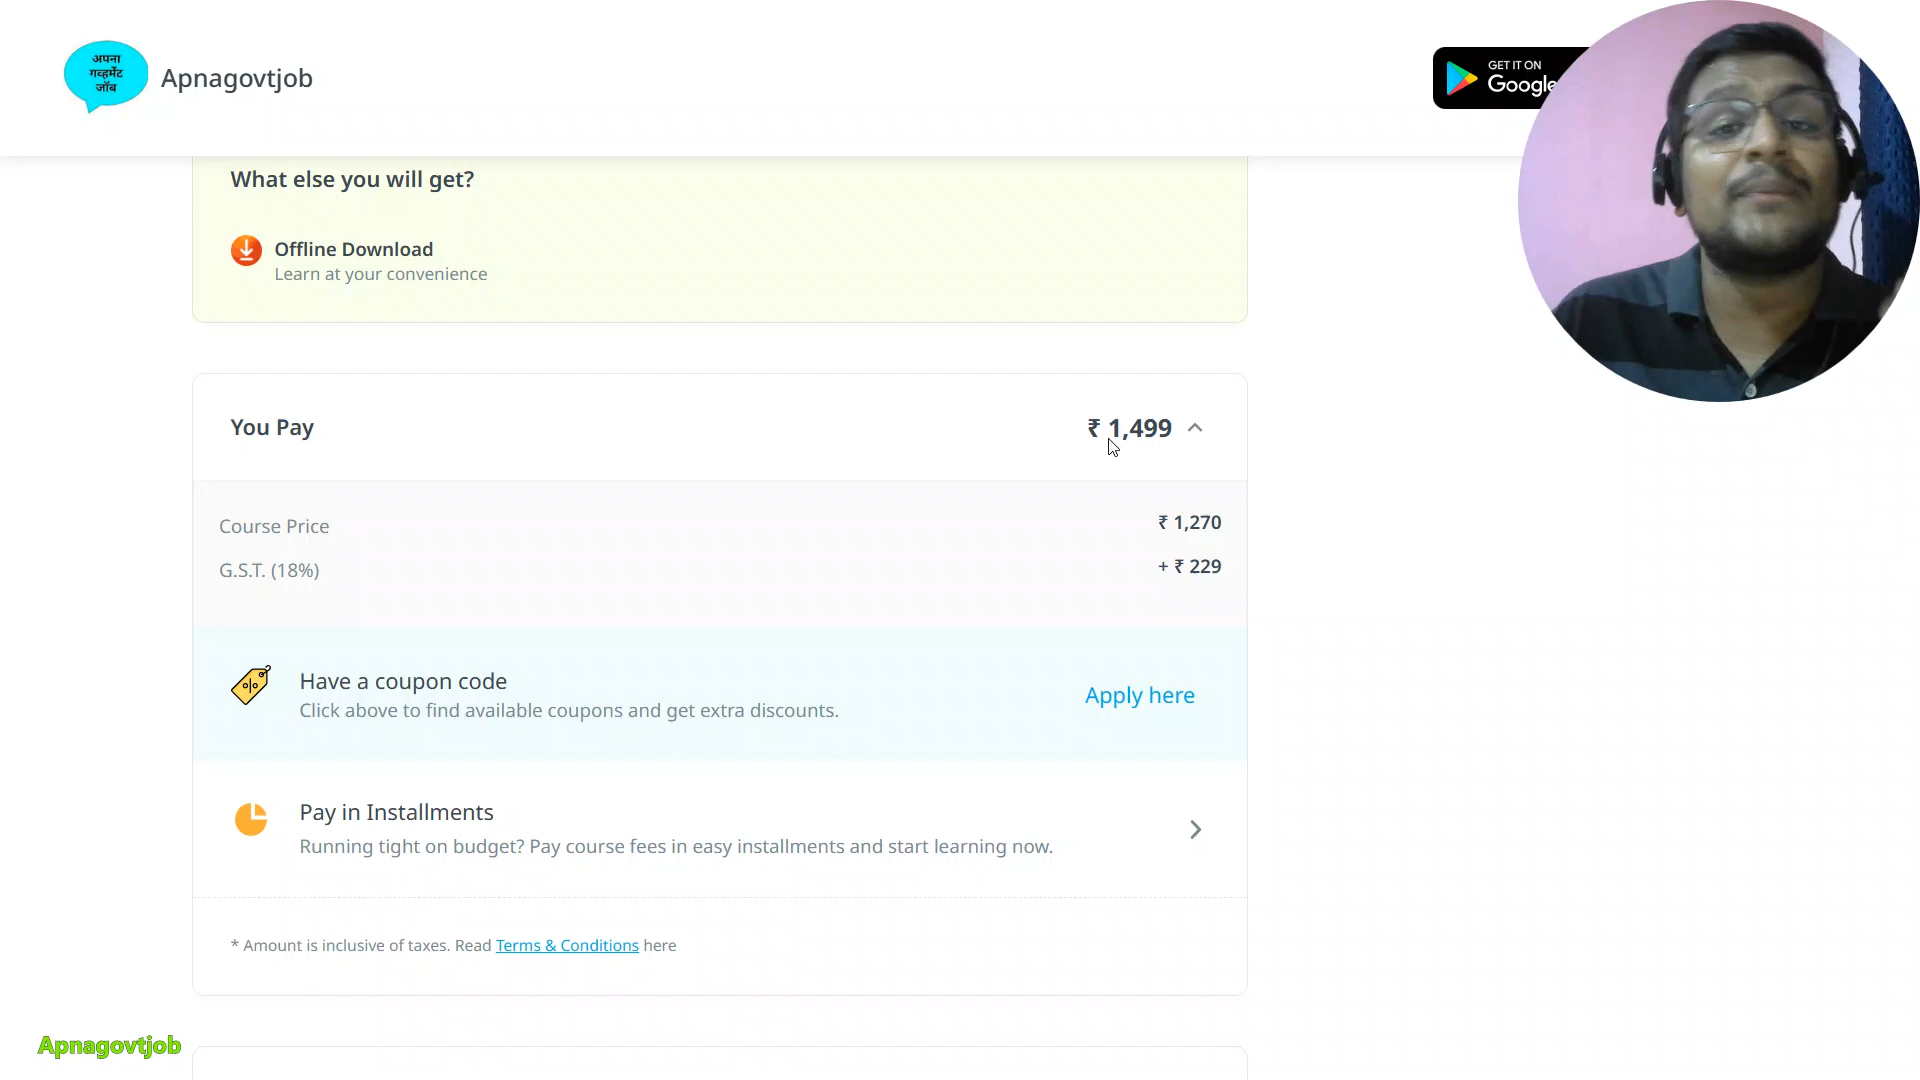 अपना
गव्हर्मेंट
जॉब
Apnagovtjob
GET IT ON
Google
What else you will get?
Offline Download
Learn at your convenience
You Pay
₹ 1,499
Course Price
₹ 1,270
G.S.T. (18%)
+ ₹ 229
Have a coupon code
Click above to find available coupons and get extra discounts.
Apply here
Pay in Installments
Running tight on budget? Pay course fees in easy installments and start learning now.
* Amount is inclusive of taxes. Read Terms & Conditions here
Apnagovtjob